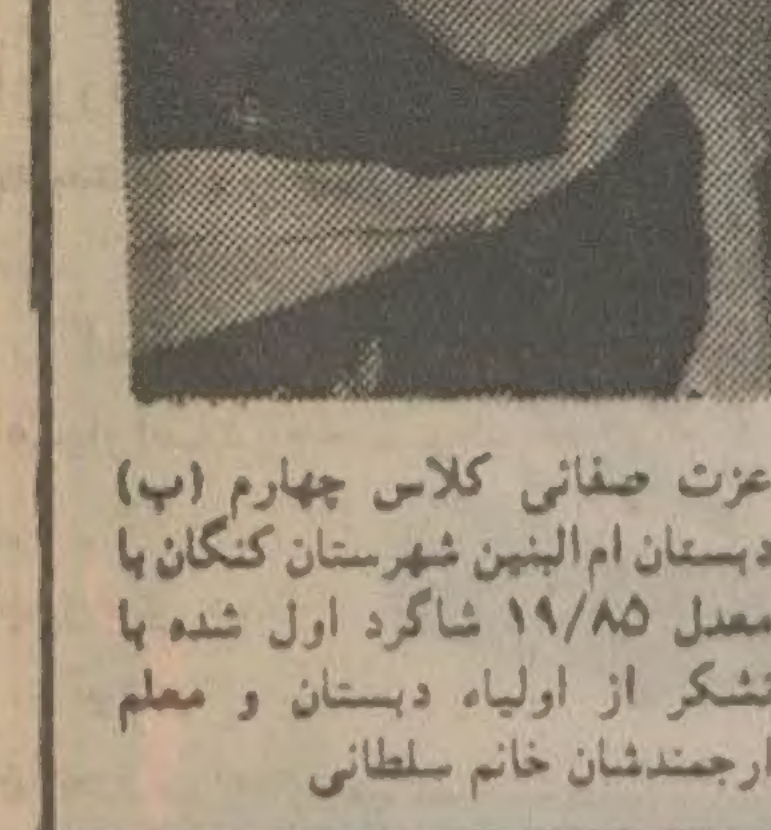 عزت صفائی کلاس چهارم (پ)
دبستان ام البنین شهرستان کنگان با
معدل ۱۹/۸۵ شاگرد اول شده با
تشکر از اولیاء دبستان و معلم
ارجمندشان خانم سلطانی